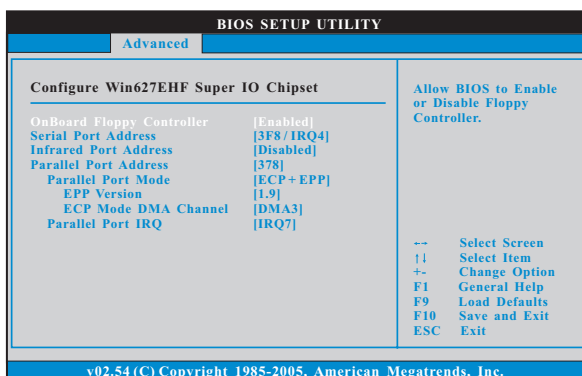 BIOS SETUP UTILITY
Advanced
Configure Win627EHF Super IO Chipset
OnBoard Floppy Controller [Enabled]
Serial Port Address [3F8 / IRQ4]
Infrared Port Address [Disabled]
Parallel Port Address [378]
Parallel Port Mode [ECP + EPP]
EPP Version [1.9]
ECP Mode DMA Channel [DMA3]
Parallel Port IRQ [IRQ7]
Allow BIOS to Enable
or Disable Floppy
Controller.
←→ Select Screen
↑↓ Select Item
+- Change Option
F1 General Help
F9 Load Defaults
F10 Save and Exit
ESC Exit
v02.54 (C) Copyright 1985-2005, American Megatrends, Inc.